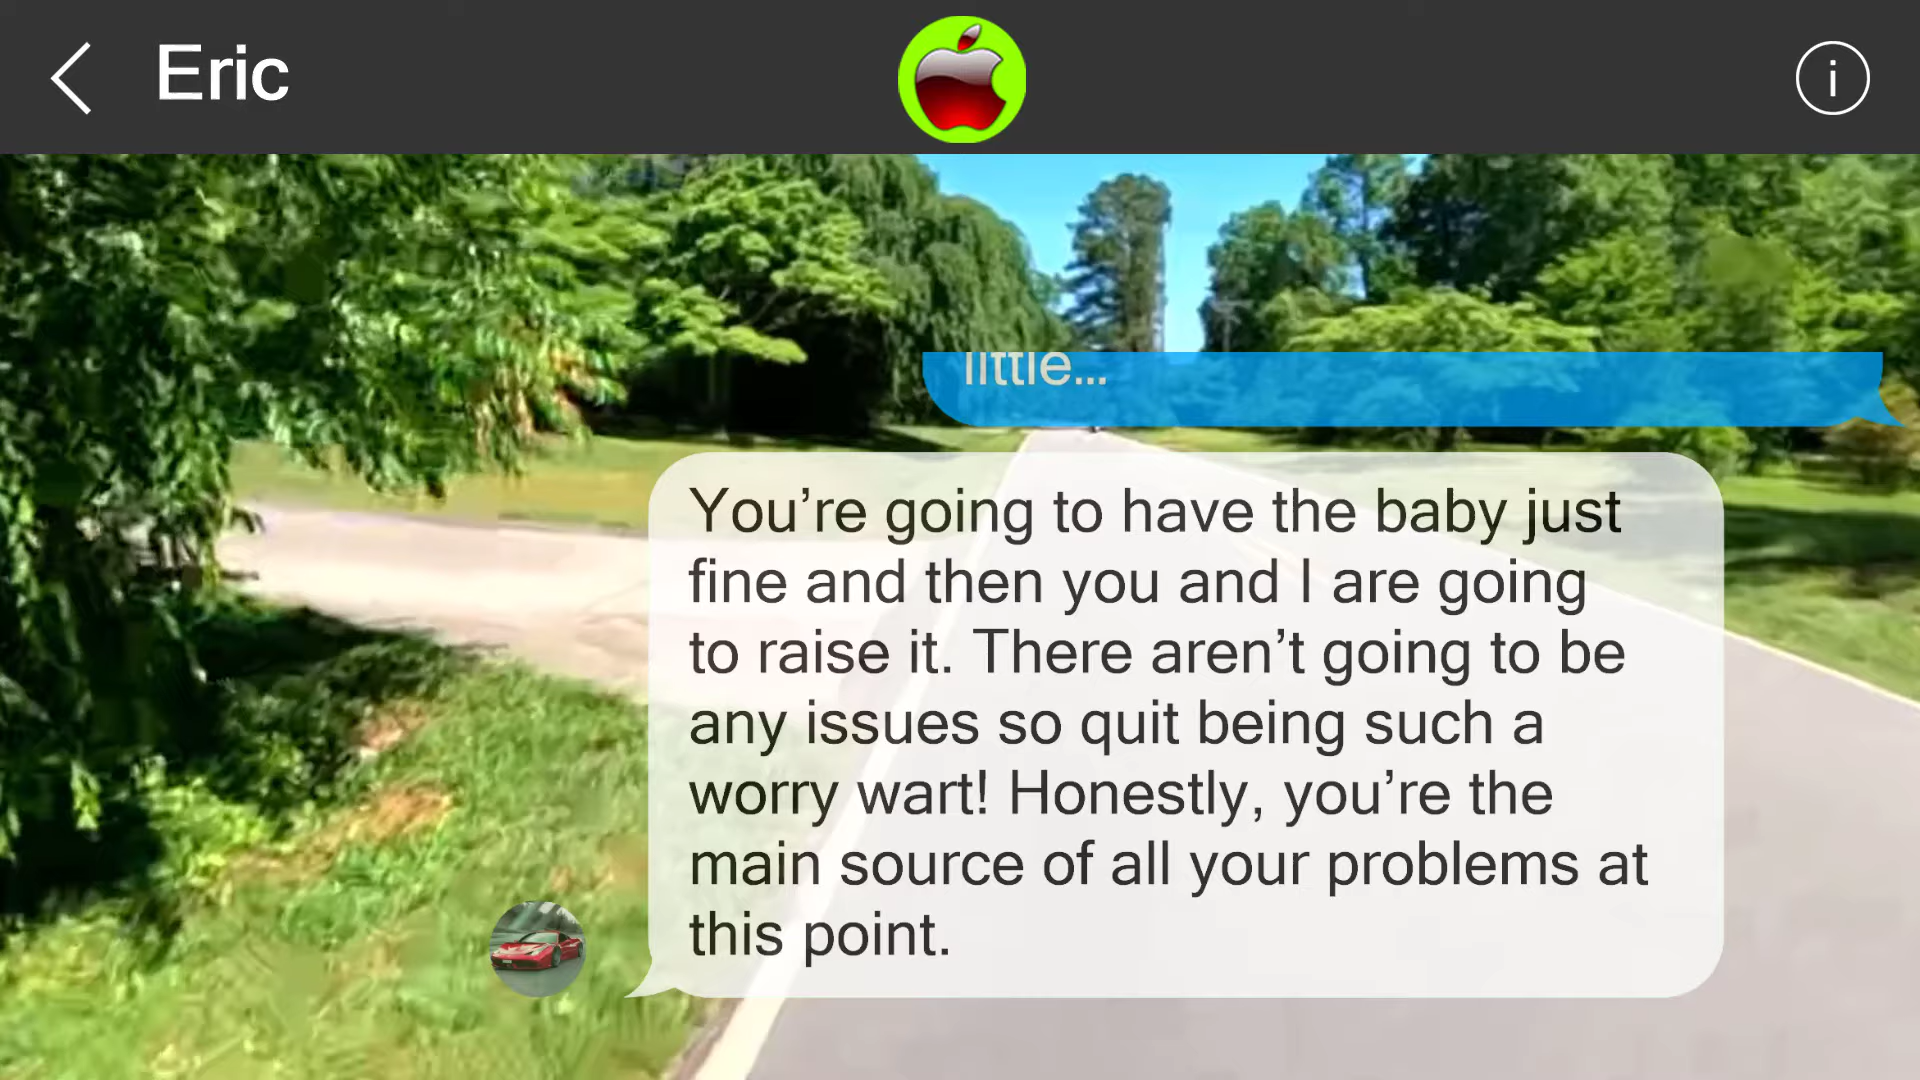 Eric
i
little...
You’re going to have the baby just
fine and then you and I are going
to raise it. There aren’t going to be
any issues so quit being such a
worry wart! Honestly, you’re the
main source of all your problems at
this point.